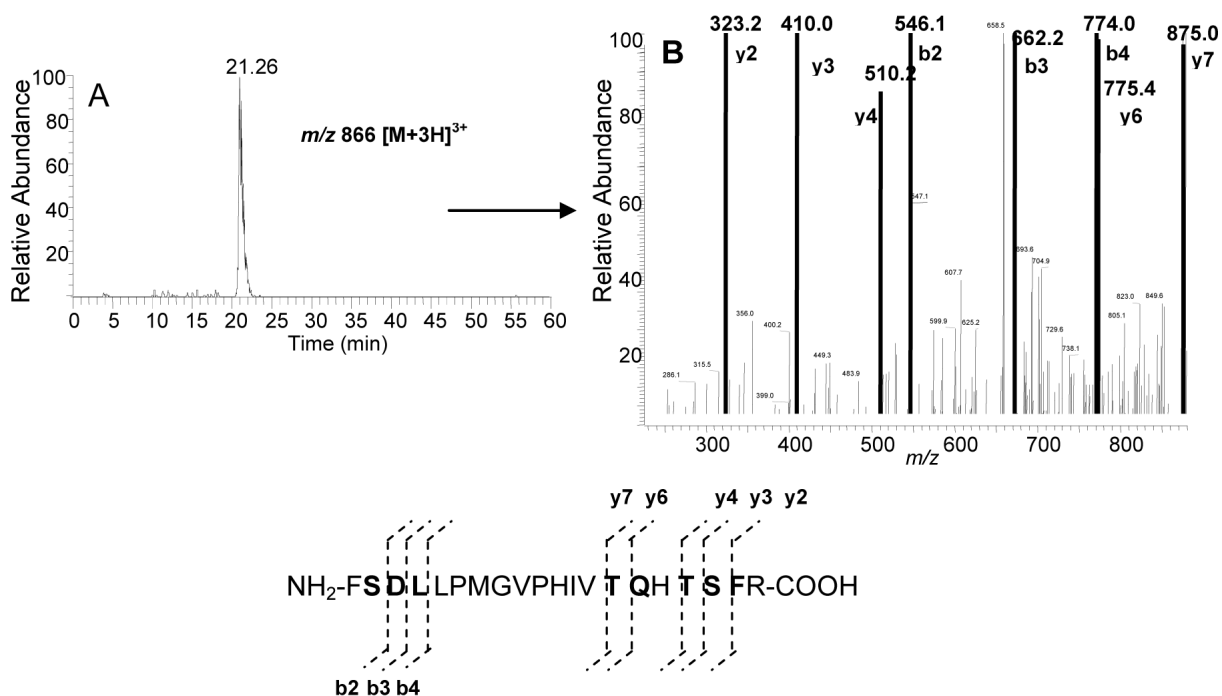 A
m/z 866 [M+3H]3+
21.26
Relative Abundance
100
80
60
40
20
0 5 10 15 20 25 30 35 40 45 50 55 60
Time (min)
B
323.2
y2
410.0
y3
510.2
y4
546.1
b2
658.5
662.2
b3
774.0
b4
775.4
y6
875.0
y7
Relative Abundance
100
80
60
40
20
286.1
315.5
356.0
399.0
400.2
449.3
483.9
547.1
599.9
607.7
625.2
693.6
704.9
729.6
738.1
805.1
823.0
849.6
300 400 500 600 700 800
m/z
y7 y6 y4 y3 y2
NH2-FSDLLPMGVPHIVTQHTSFR-COOH
b2 b3 b4